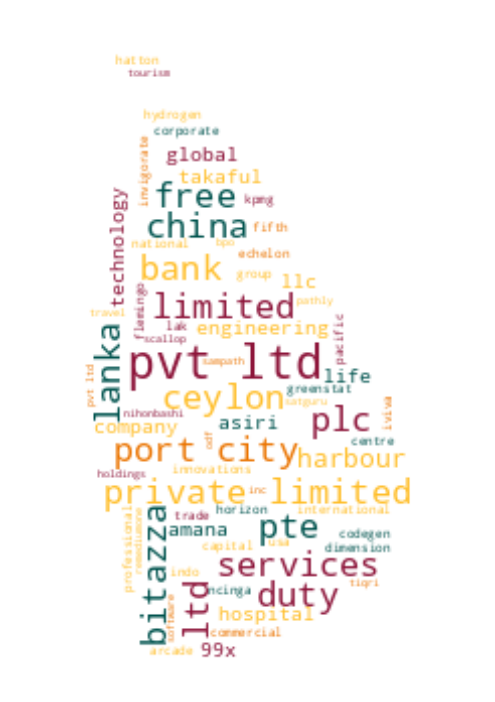 hatton
tourism
hydrogen
corporate
invigorate
global
takaful
free
kpmg
technology
china
fifth
national
bpo
echelon
bank
group
llc
flamingo
limited
pathly
travel
lak
engineering
pacific
scallop
lanka
pvt ltd
sampath
life
pvt ltd
greenstat
ceylon
satguru
nihonbashi
plc
iviva
company
asiri
port city
cdf
centre
harbour
holdings
innovations
private limited
inc
professional
bitazza
trade
horizon
international
amana
pte
codegen
capital
usa
dimension
services
indo
tiqri
ltd
ncinga
duty
software
hospital
commercial
arcade
99x